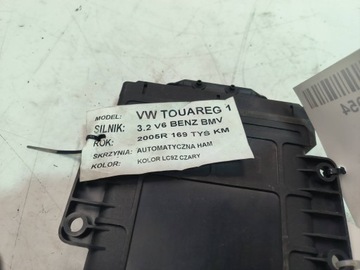 MODEL: VW TOUAREG 1
SILNIK: 3.2 V6 BENZ BMV
ROK: 2005R 169 TYS KM
SKRZYNIA: AUTOMATYCZNA HAM
KOLOR: KOLOR LC9Z CZARY